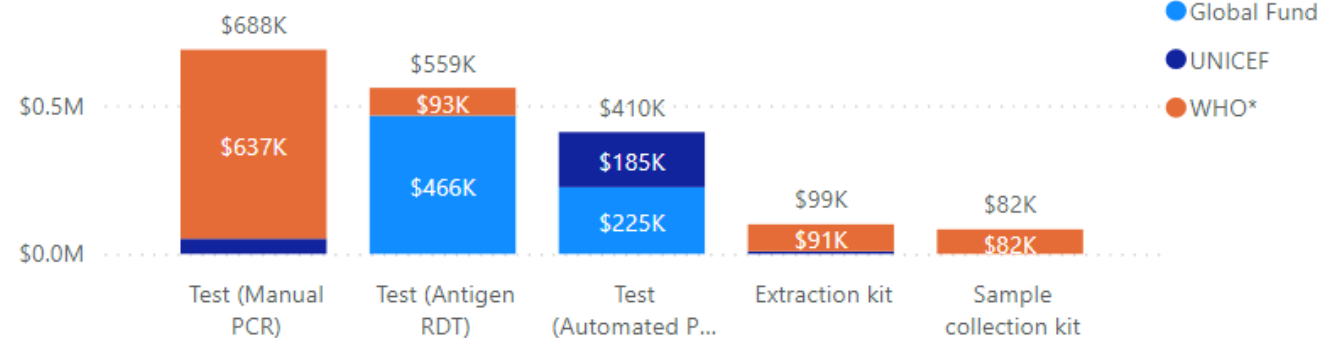 $688K
$559K
$410K
$99K
$82K
$637K
$93K
$466K
$185K
$225K
$91K
$82K
$0.5M
$0.0M
Test (Manual
PCR)
Test (Antigen
RDT)
Test
(Automated P...
Extraction kit
Sample
collection kit
Global Fund
UNICEF
WHO*